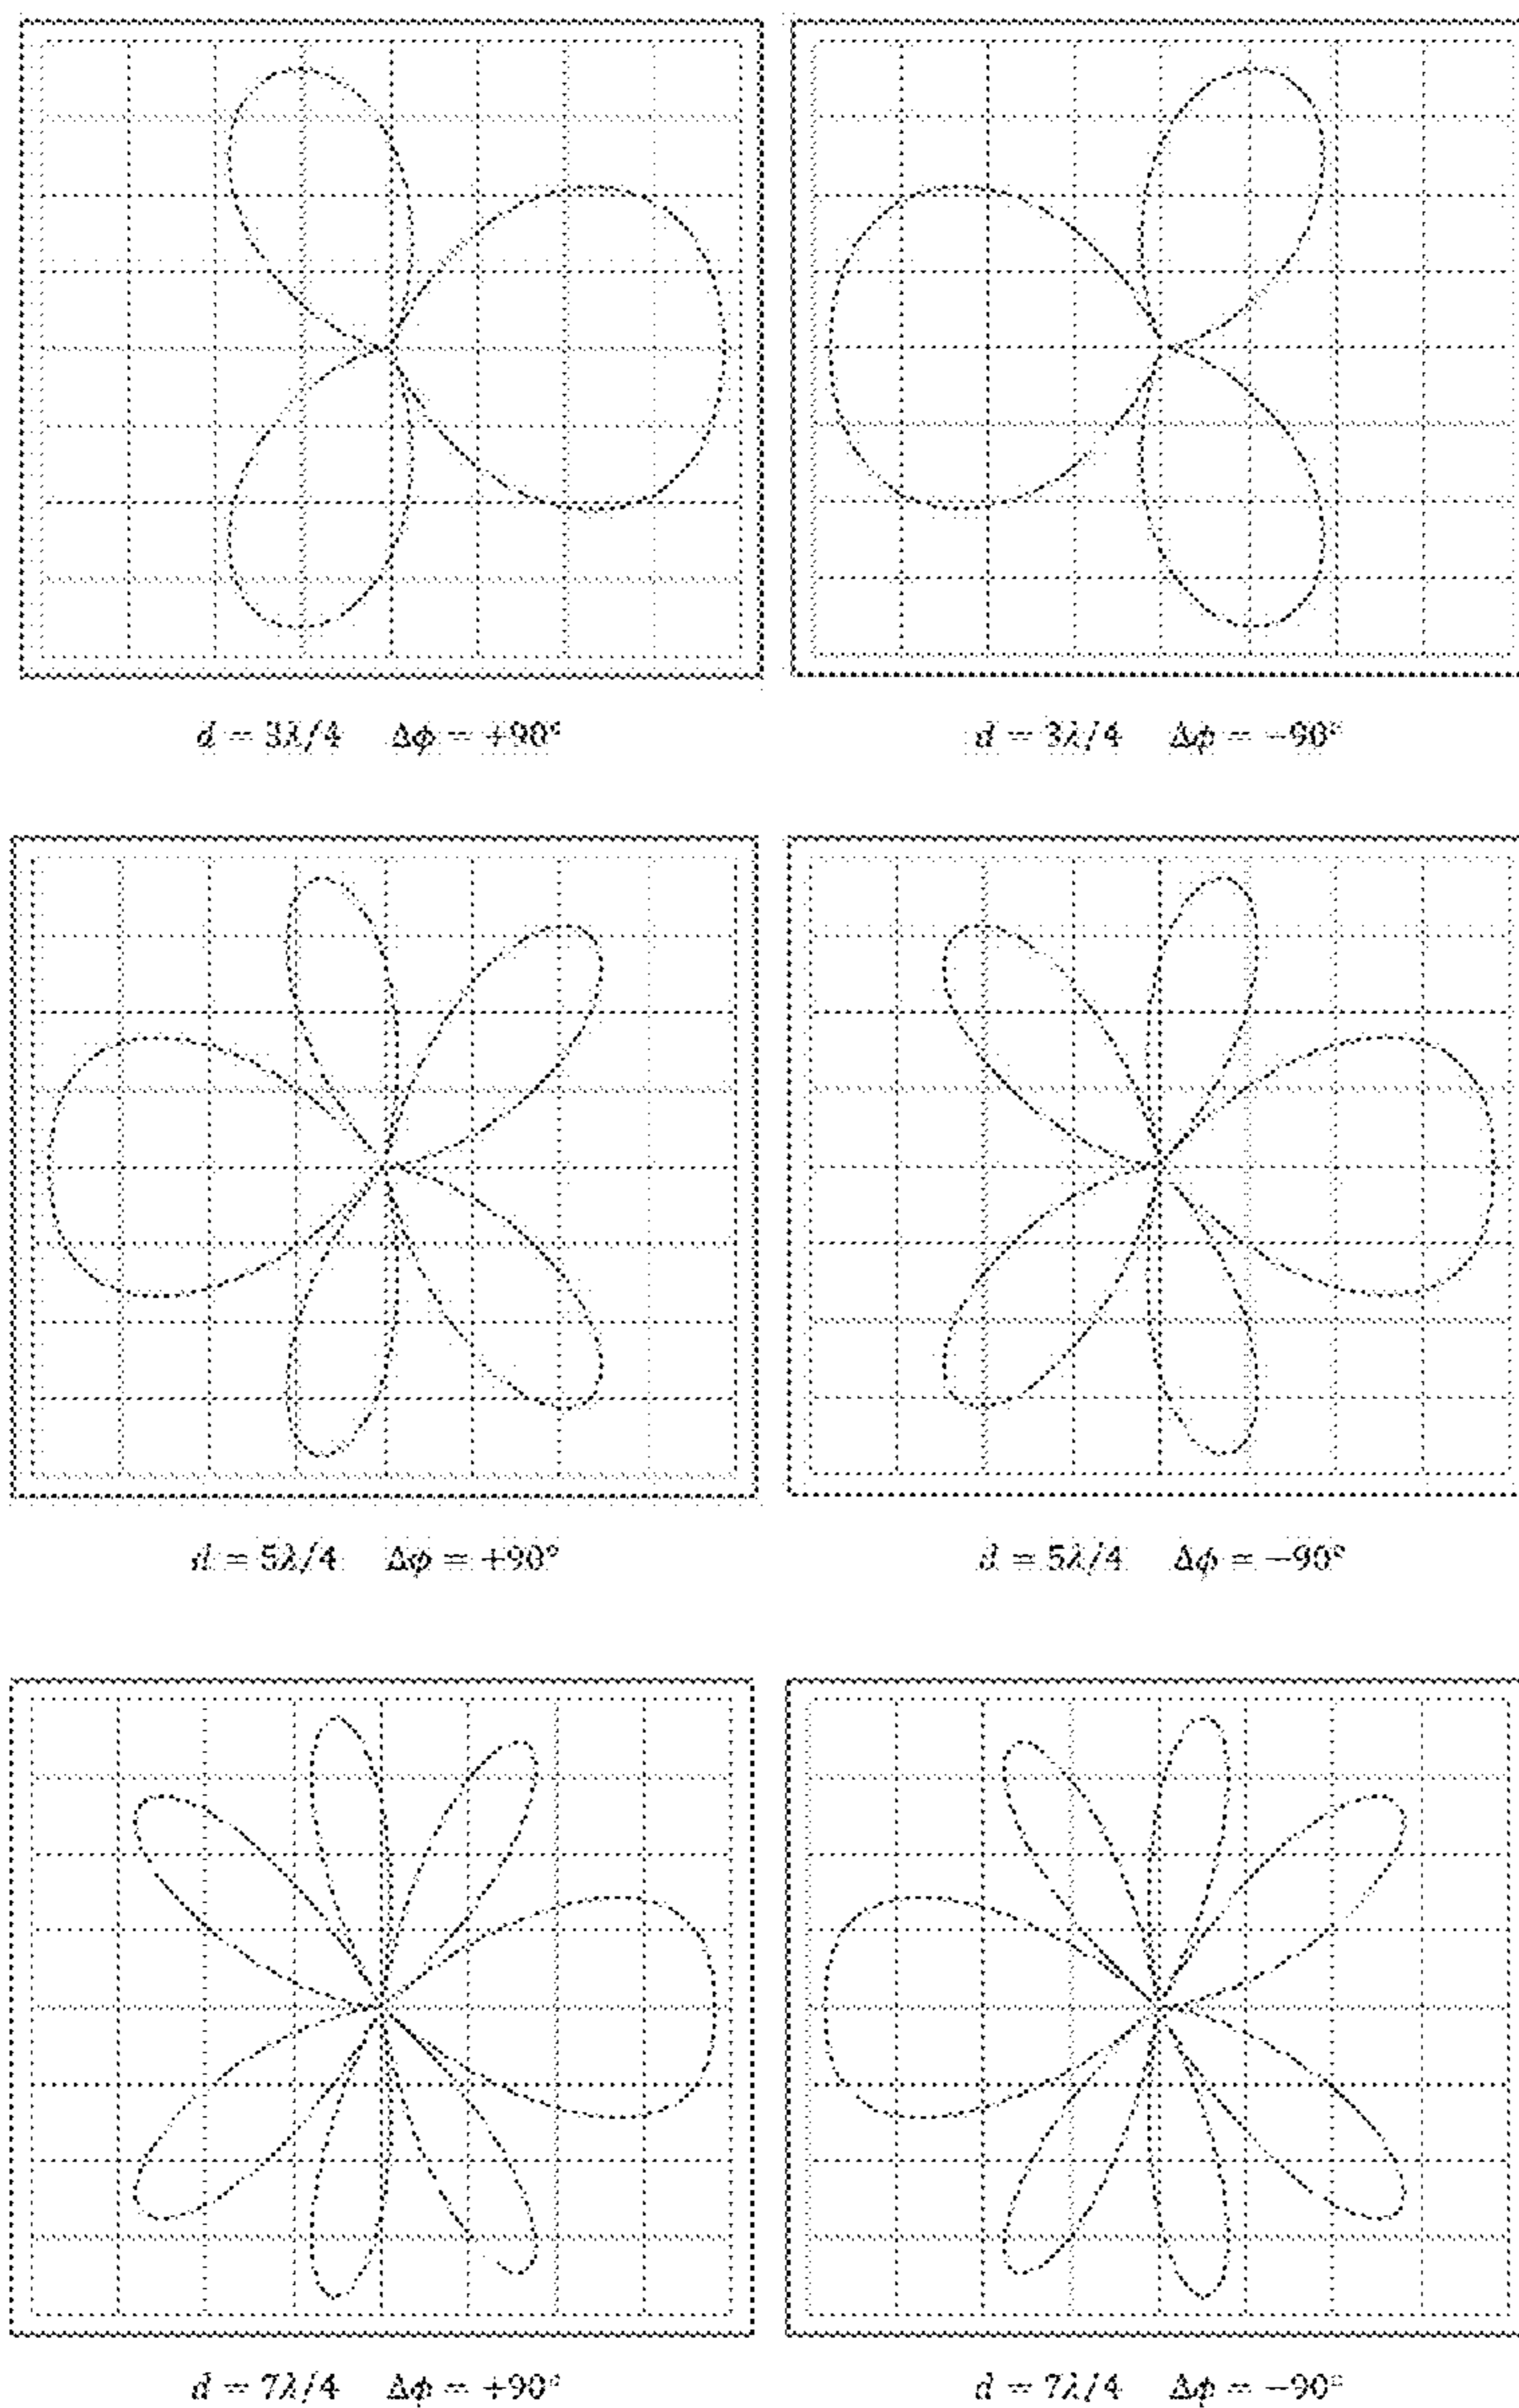 d = 3λ/4 Δϕ = +90° d = 3λ/4 Δϕ = −90°
d = 5λ/4 Δϕ = +90° d = 5λ/4 Δϕ = −90°
d = 7λ/4 Δϕ = +90° d = 7λ/4 Δϕ = −90°